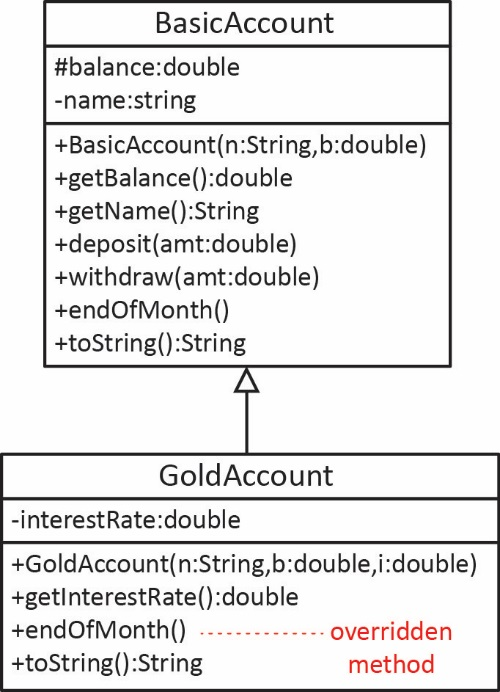 BasicAccount
#balance:double
-name:string
+BasicAccount(n:String,b:double)
+getBalance():double
+getName():String
+deposit(amt:double)
+withdraw(amt:double)
+endOfMonth()
+toString():String
GoldAccount
-interestRate:double
+GoldAccount(n:String,b:double,i:double)
+getInterestRate():double
+endOfMonth() overridden
+toString():String method